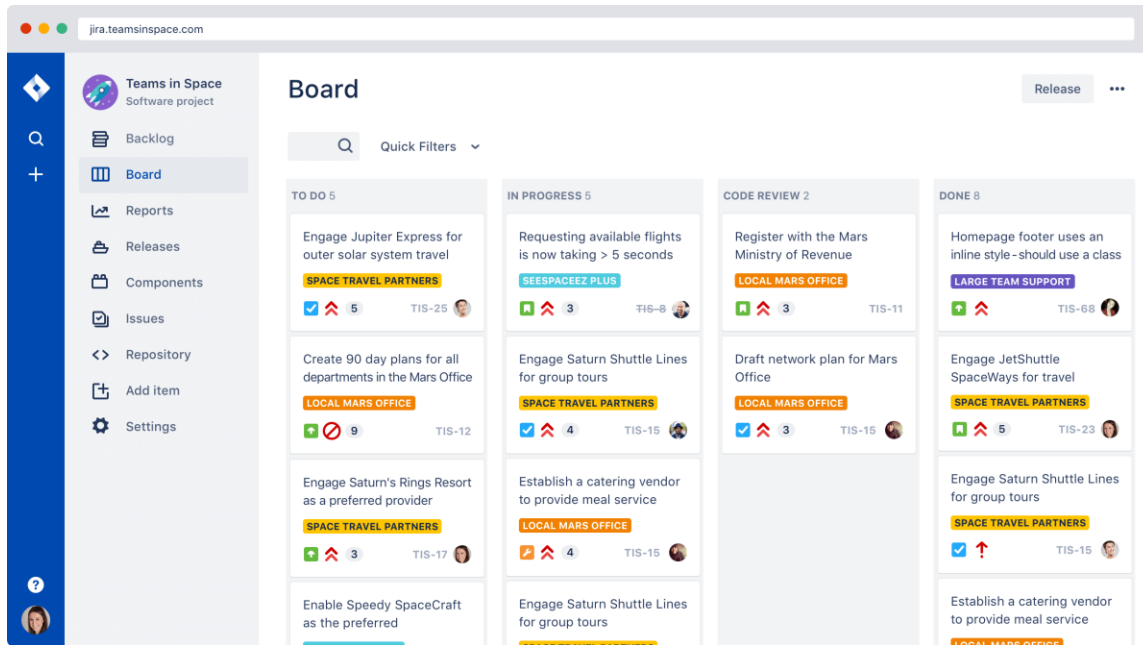 jira.teamsinspace.com
Teams in Space
Software project
Backlog
Board
Reports
Releases
Components
Issues
Repository
Add item
Settings
?
Board
Release
Quick Filters
TO DO 5
Engage Jupiter Express for
outer solar system travel
SPACE TRAVEL PARTNERS
5 TIS-25
Create 90 day plans for all
departments in the Mars Office
LOCAL MARS OFFICE
9 TIS-12
Engage Saturn's Rings Resort
as a preferred provider
SPACE TRAVEL PARTNERS
3 TIS-17
Enable Speedy SpaceCraft
as the preferred
IN PROGRESS 5
Requesting available flights
is now taking > 5 seconds
SEESPACEEZ PLUS
3 TIS-8
Engage Saturn Shuttle Lines
for group tours
SPACE TRAVEL PARTNERS
4 TIS-15
Establish a catering vendor
to provide meal service
LOCAL MARS OFFICE
4 TIS-15
Engage Saturn Shuttle Lines
for group tours
SPACE TRAVEL PARTNERS
CODE REVIEW 2
Register with the Mars
Ministry of Revenue
LOCAL MARS OFFICE
3 TIS-11
Draft network plan for Mars
Office
LOCAL MARS OFFICE
3 TIS-15
DONE 8
Homepage footer uses an
inline style - should use a class
LARGE TEAM SUPPORT
TIS-68
Engage JetShuttle
SpaceWays for travel
SPACE TRAVEL PARTNERS
5 TIS-23
Engage Saturn Shuttle Lines
for group tours
SPACE TRAVEL PARTNERS
TIS-15
Establish a catering vendor
to provide meal service
LOCAL MARS OFFICE